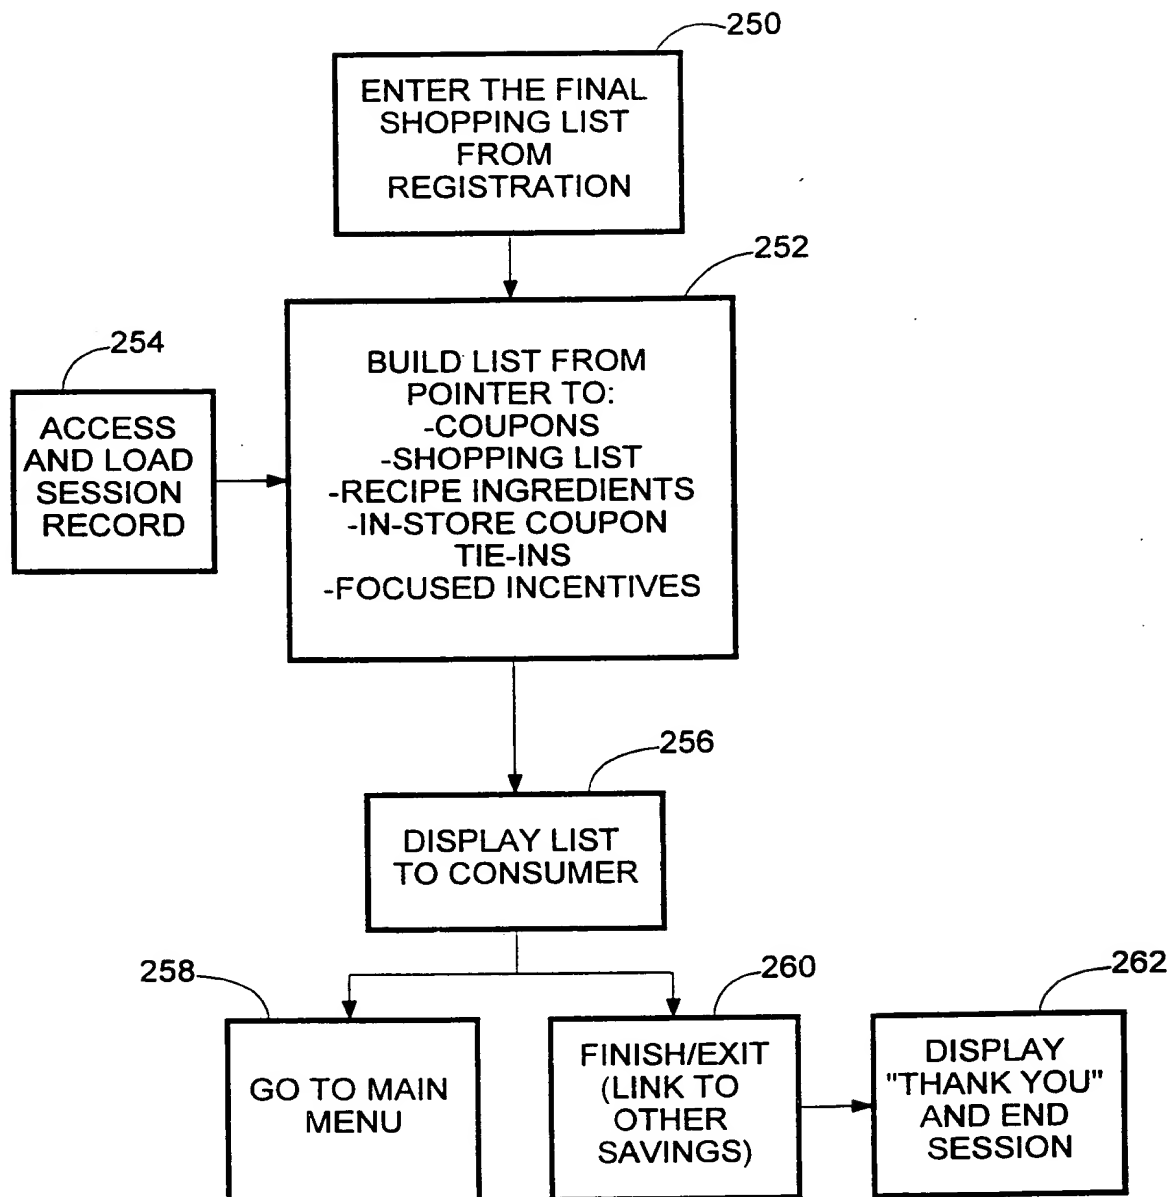 250
ENTER THE FINAL
SHOPPING LIST
FROM
REGISTRATION
252
BUILD LIST FROM
POINTER TO:
-COUPONS
-SHOPPING LIST
-RECIPE INGREDIENTS
-IN-STORE COUPON
TIE-INS
-FOCUSED INCENTIVES
254
ACCESS
AND LOAD
SESSION
RECORD
256
DISPLAY LIST
TO CONSUMER
258
GO TO MAIN
MENU
260
FINISH/EXIT
(LINK TO
OTHER
SAVINGS)
262
DISPLAY
"THANK YOU"
AND END
SESSION